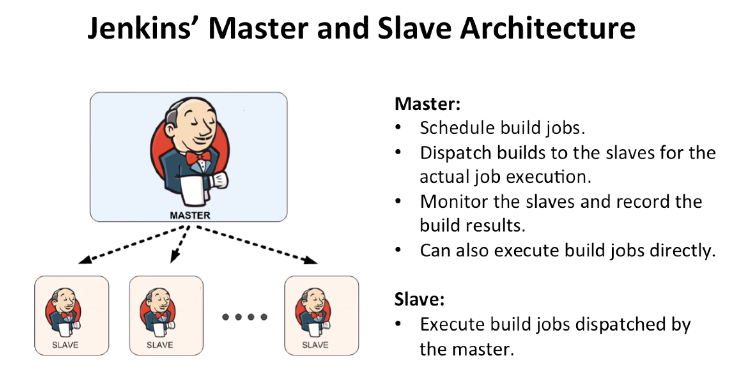 Jenkins’ Master and Slave Architecture
MASTER
SLAVE
SLAVE
SLAVE
Master:
• Schedule build jobs.
• Dispatch builds to the slaves for the
actual job execution.
• Monitor the slaves and record the
build results.
• Can also execute build jobs directly.
Slave:
• Execute build jobs dispatched by
the master.